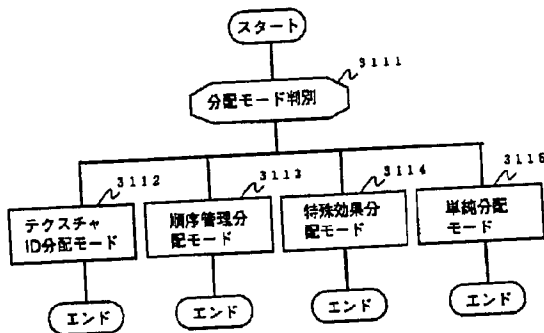 スタート
3111
分配モード判別
3112
3113
3114
3115
テクスチャ
ID分配モード
順序管理分
配モード
特殊効果分
配モード
単純分配
モード
エンド
エンド
エンド
エンド